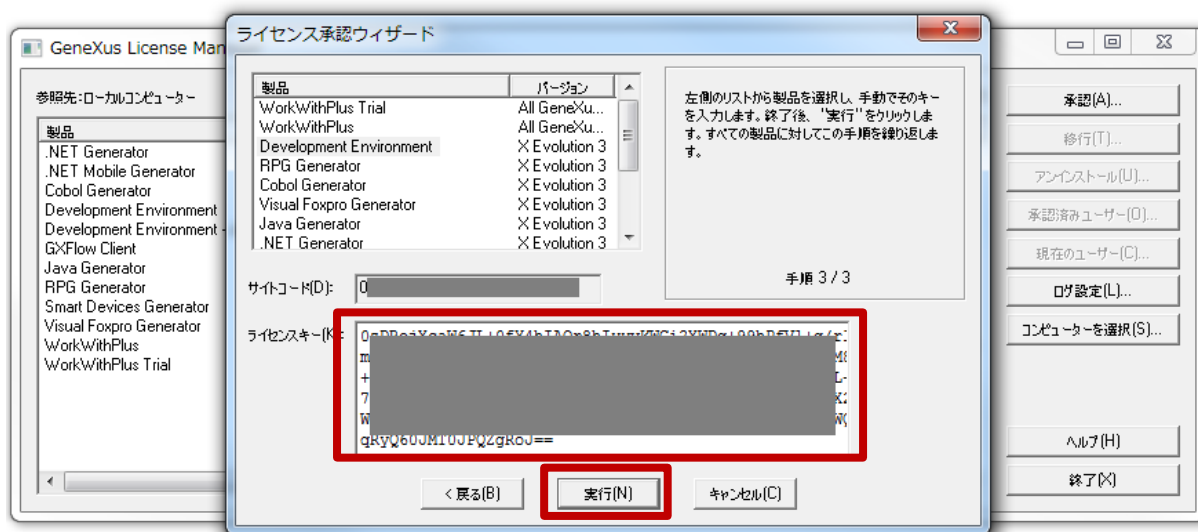 GeneXus License Man
参照先:ローカルコンピューター
製品
.NET Generator
.NET Mobile Generator
Cobol Generator
Development Environment
Development Environment -
GXFlow Client
Java Generator
RPG Generator
Smart Devices Generator
Visual Foxpro Generator
WorkWithPlus
WorkWithPlus Trial
ライセンス承認ウィザード
製品 バージョン
WorkWithPlus Trial All GeneXu...
WorkWithPlus All GeneXu...
Development Environment X Evolution 3
RPG Generator X Evolution 3
Cobol Generator X Evolution 3
Visual Foxpro Generator X Evolution 3
Java Generator X Evolution 3
.NET Generator X Evolution 3
左側のリストから製品を選択し、手動でそのキー
を入力します。終了後、"実行"をクリックしま
す。すべての製品に対してこの手順を繰り返しま
す。
手順 3 / 3
サイトコード(D): 0
ライセンスキー(K):
qRyQ60JMT0JPQZgRoJ==
< 戻る(B)
実行(N)
キャンセル(C)
承認(A)...
移行(T)...
アンインストール(U)...
承認済みユーザー(O)...
現在のユーザー(C)...
ログ設定(L)...
コンピューターを選択(S)...
ヘルプ(H)
終了(X)